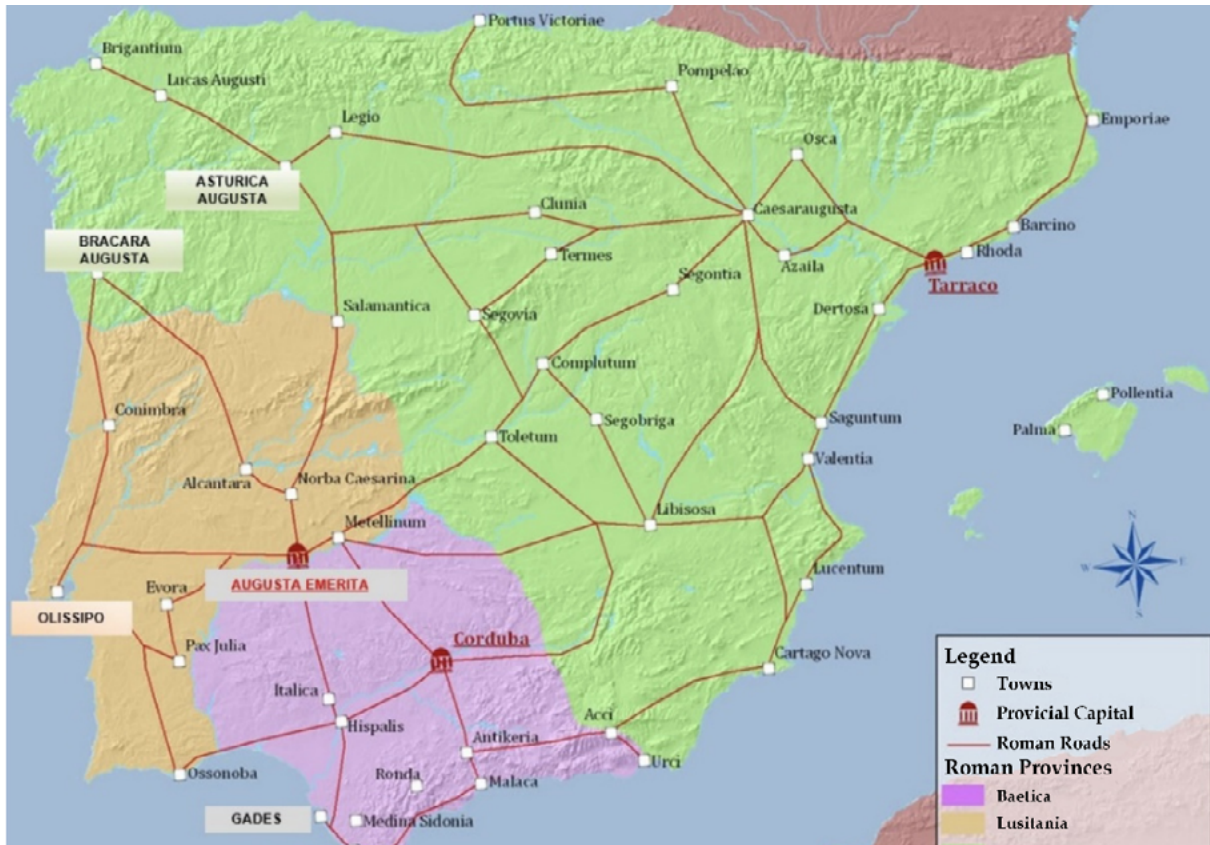 Portus Victoriae
Brigantium
Lucas Augusti
Pompelao
Legio
Osca
Emporiae
ASTURICA
AUGUSTA
Clunia
Caesaraugusta
Barcino
BRACARA
AUGUSTA
Termes
Azaila
Rhoda
Segontia
Tarraco
Salamantica
Segovia
Dertosa
Complutum
Pollentia
Conimbra
Segobriga
Saguntum
Palma
Toletum
Valentia
Alcantara
Norba Caesarina
Metellinum
Libisosa
N
W
E
S
Evora
AUGUSTA EMERITA
Lucentum
OLISSIPO
Pax Julia
Corduba
Cartago Nova
Italica
Hispalis
Acci
Antikeria
Urci
Ossonoba
Ronda
Malaca
GADES
Medina Sidonia
Legend
Towns
Provicial Capital
Roman Roads
Roman Provinces
Baetica
Lusitania